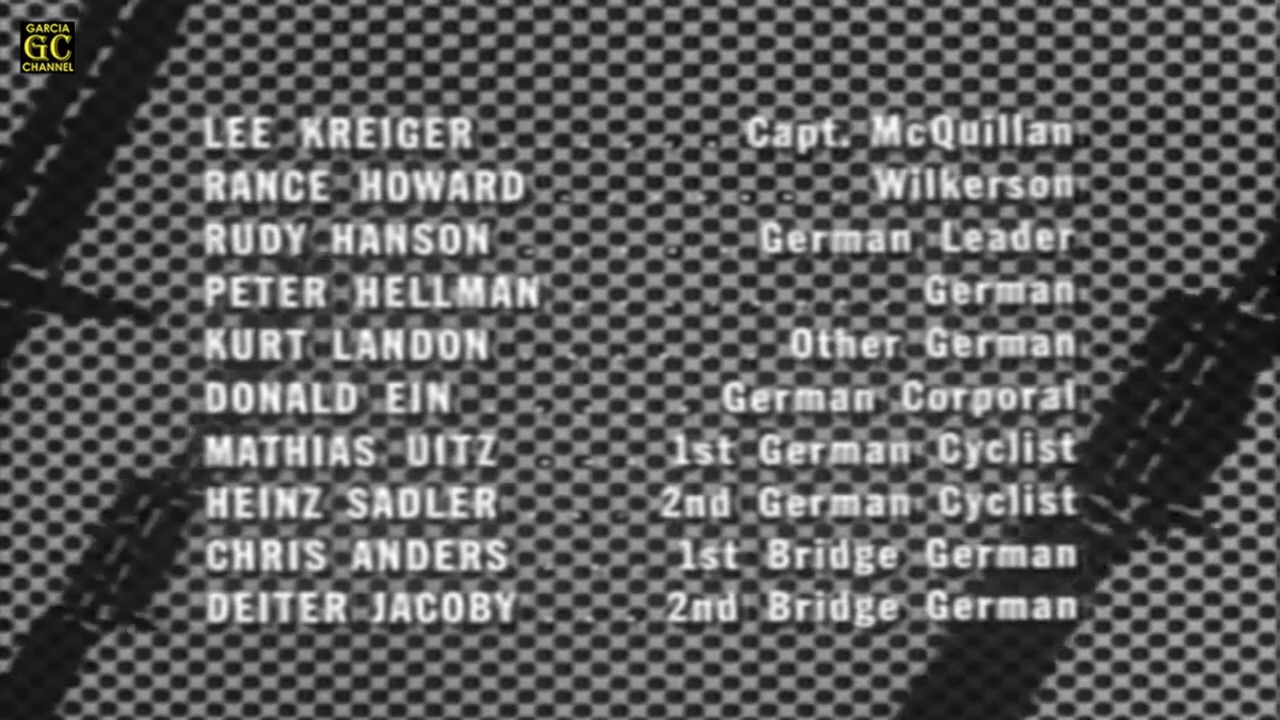 GARCIA
GC
CHANNEL
LEE KREIGER . . . . . . Capt. McQuillan
RANCE HOWARD . . . . . . . Wilkerson
RUDY HANSON . . . . . German Leader
PETER HELLMAN . . . . . . . . German
KURT LANDON . . . . . . Other German
DONALD EIN . . . . . German Corporal
MATHIAS UITZ . . . 1st German Cyclist
HEINZ SADLER . . . 2nd German Cyclist
CHRIS ANDERS . . . 1st Bridge German
DEITER JACOBY . . . 2nd Bridge German